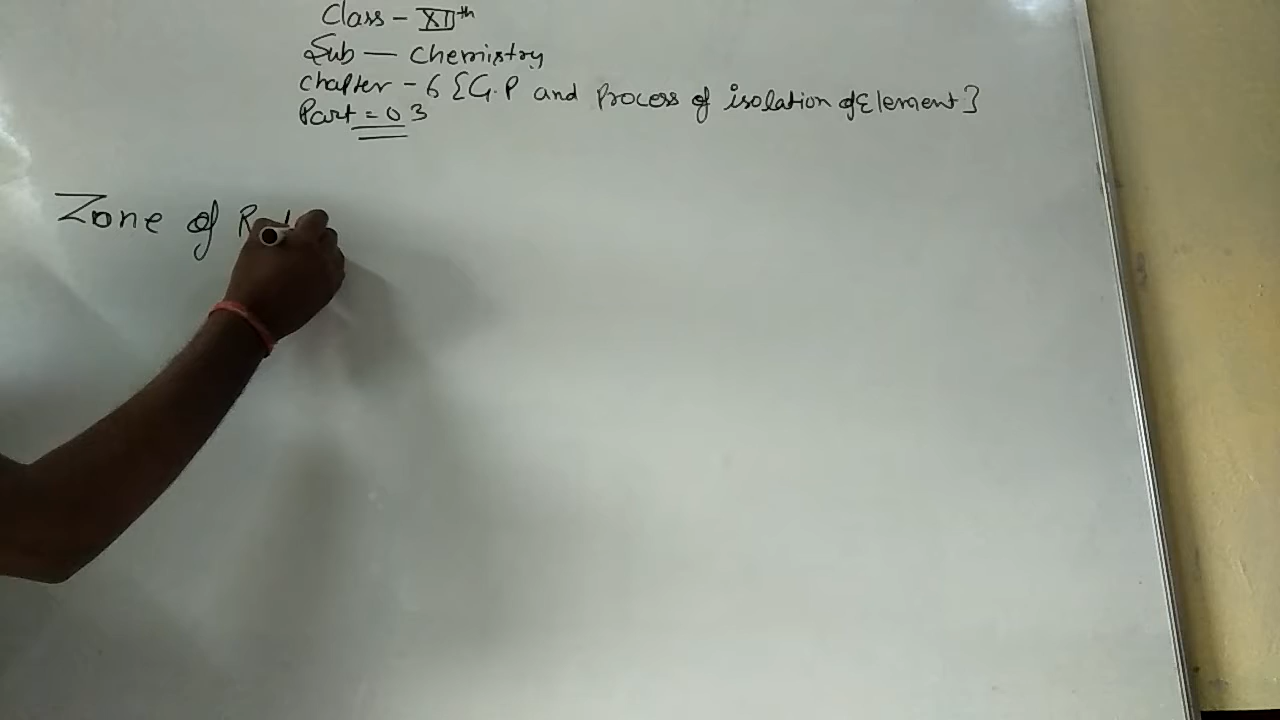 Class - XIIth
Sub - Chemistry
Chapter - 6 {G.P and Process of isolation of Element}
Part = 03
Zone of